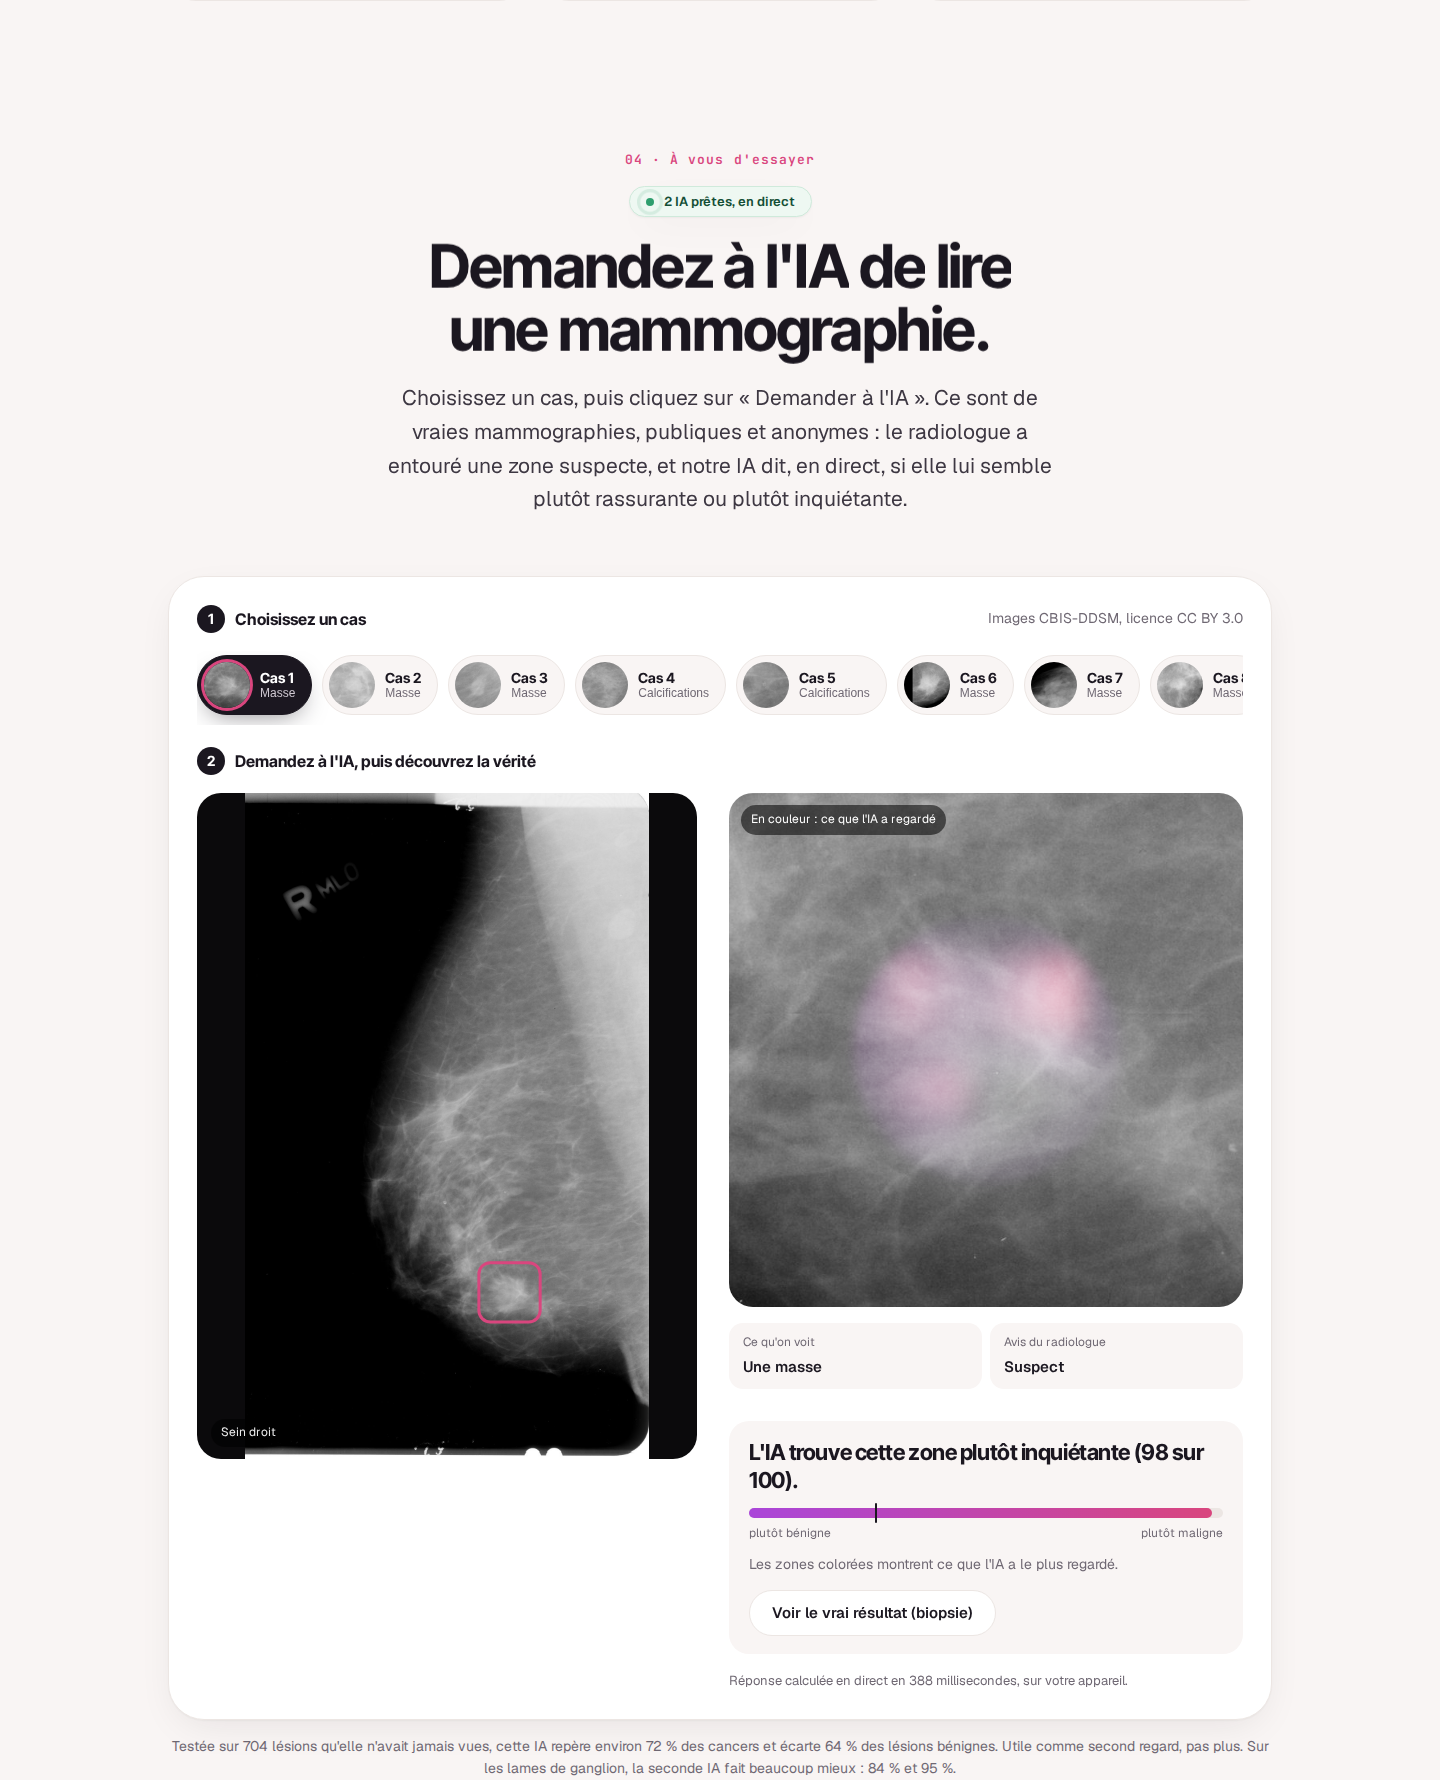 04 · À vous d'essayer
2 IA prêtes, en direct
Demandez à l'IA de lire
une mammographie.
Choisissez un cas, puis cliquez sur « Demander à l'IA ». Ce sont de
vraies mammographies, publiques et anonymes : le radiologue a
entouré une zone suspecte, et notre IA dit, en direct, si elle lui semble
plutôt rassurante ou plutôt inquiétante.
1 Choisissez un cas
Images CBIS-DDSM, licence CC BY 3.0
Cas 1
Masse
Cas 2
Masse
Cas 3
Masse
Cas 4
Calcifications
Cas 5
Calcifications
Cas 6
Masse
Cas 7
Masse
Cas
2 Demandez à l'IA, puis découvrez la vérité
R MLO
Sein droit
En couleur : ce que l'IA a regardé
Ce qu'on voit
Une masse
Avis du radiologue
Suspect
L'IA trouve cette zone plutôt inquiétante (98 sur
100).
plutôt bénigne
plutôt maligne
Les zones colorées montrent ce que l'IA a le plus regardé.
Voir le vrai résultat (biopsie)
Réponse calculée en direct en 388 millisecondes, sur votre appareil.
Testée sur 704 lésions qu'elle n'avait jamais vues, cette IA repère environ 72 % des cancers et écarte 64 % des lésions bénignes. Utile comme second regard, pas plus. Sur
les lames de ganglion, la seconde IA fait beaucoup mieux : 84 % et 95 %.